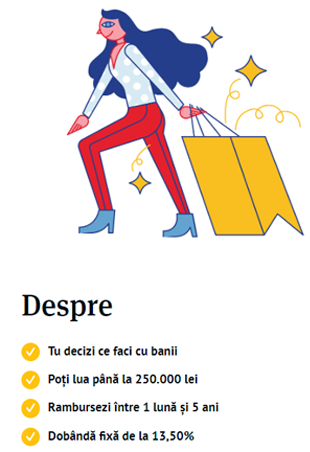 Despre
Tu decizi ce faci cu banii
Poți lua până la 250.000 lei
Rambursezi între 1 lună și 5 ani
Dobândă fixă de la 13,50%